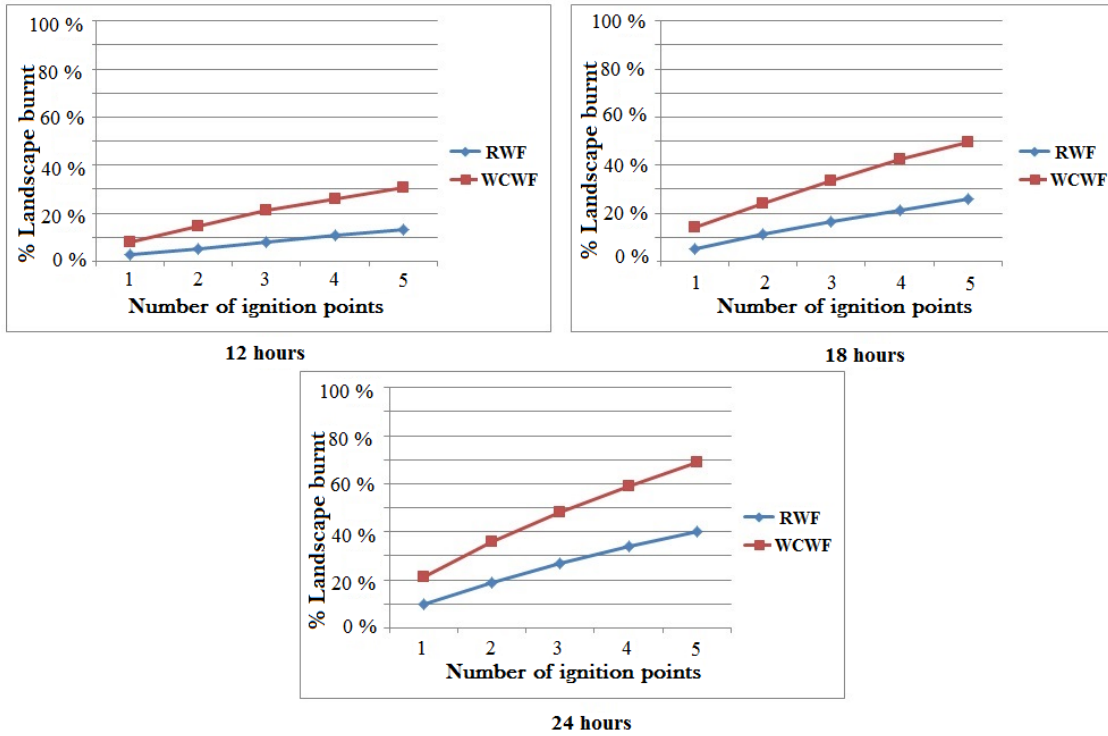 100 %
80 %
60 %
40 %
20 %
0 %
% Landscape burnt
1 2 3 4 5
Number of ignition points
RWF
WCWF
12 hours
100 %
80 %
60 %
40 %
20 %
0 %
% Landscape burnt
1 2 3 4 5
Number of ignition points
RWF
WCWF
18 hours
100 %
80 %
60 %
40 %
20 %
0 %
% Landscape burnt
1 2 3 4 5
Number of ignition points
RWF
WCWF
24 hours